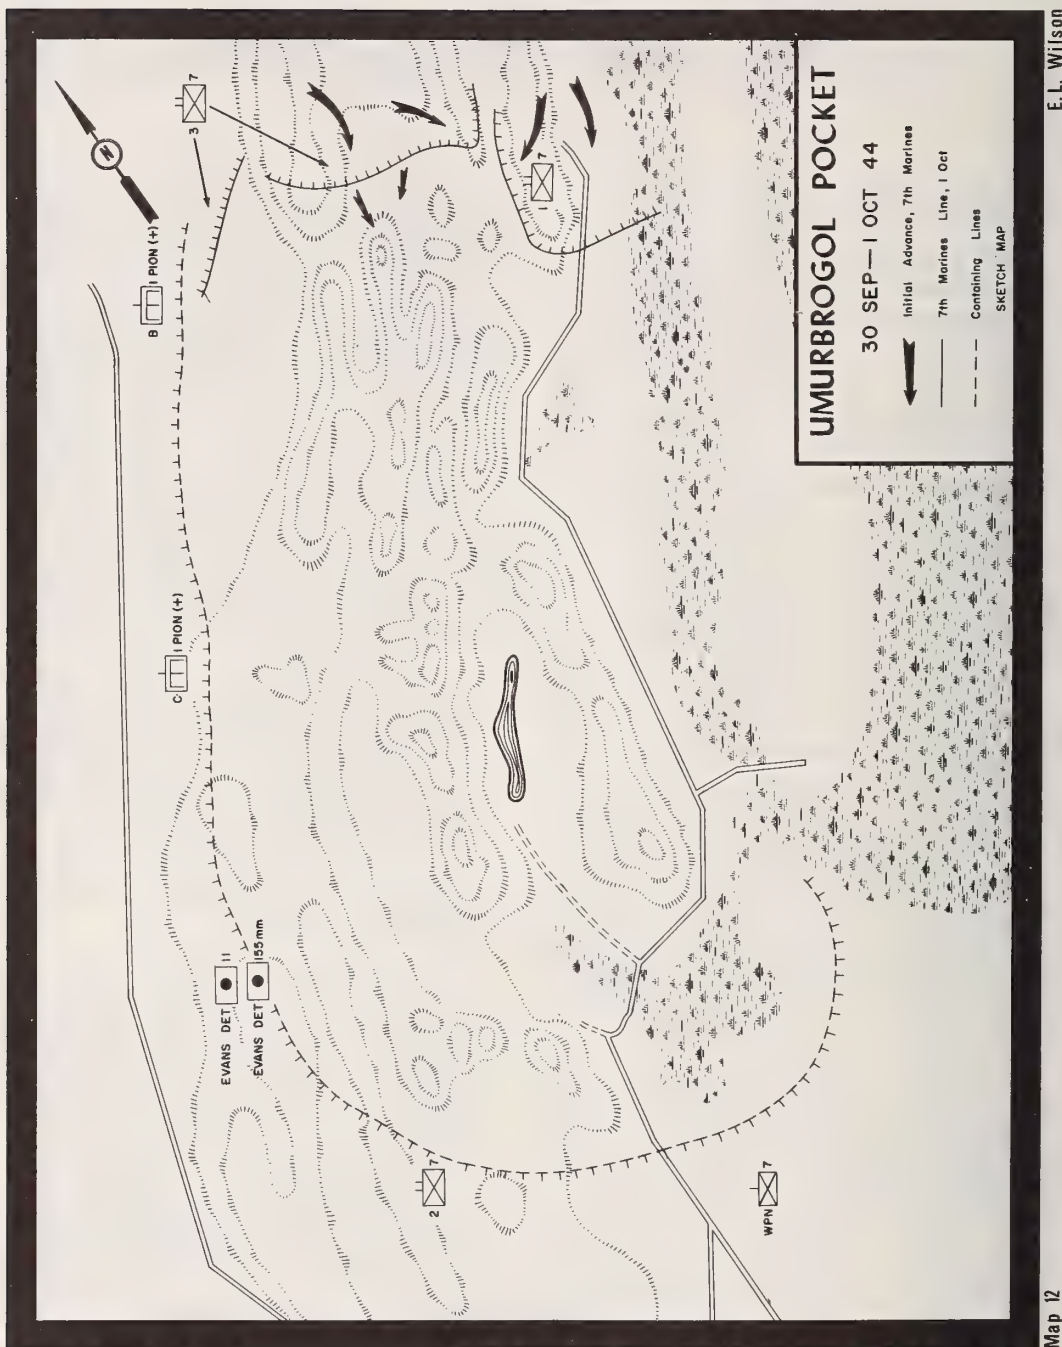 Map 12
E. L. Wilson
UMURBROGOL POCKET
30 SEP—1 OCT 44
Initial Advance, 7th Marines
7th Marines Line, 1 Oct
Containing Lines
SKETCH MAP
N
3 7
B 1 PION (+)
1 7
C 1 PION (+)
EVANS DET 11
EVANS DET 155mm
2 7
WPN 7